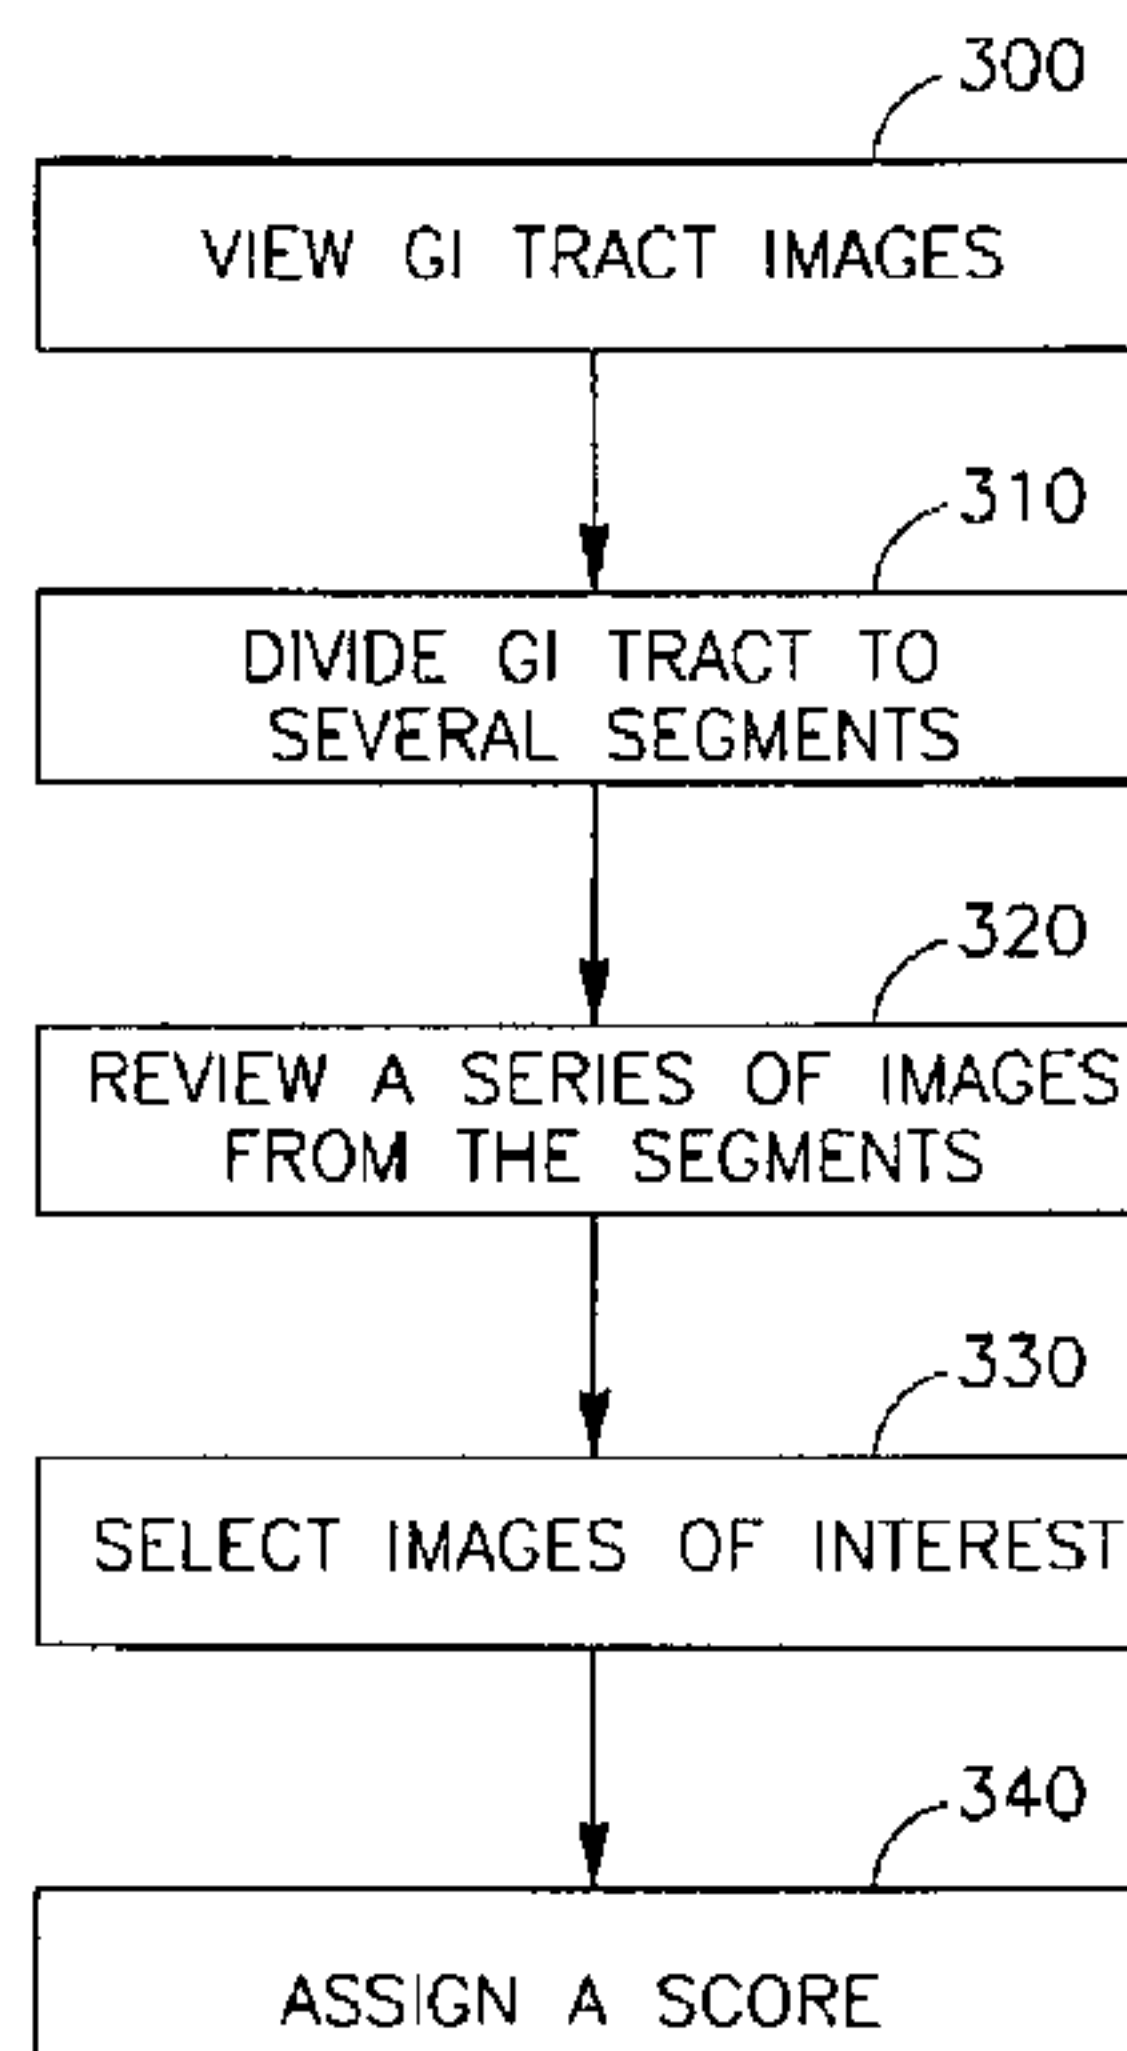 300
VIEW GI TRACT IMAGES
310
DIVIDE GI TRACT TO
SEVERAL SEGMENTS
320
REVIEW A SERIES OF IMAGES
FROM THE SEGMENTS
330
SELECT IMAGES OF INTEREST
340
ASSIGN A SCORE